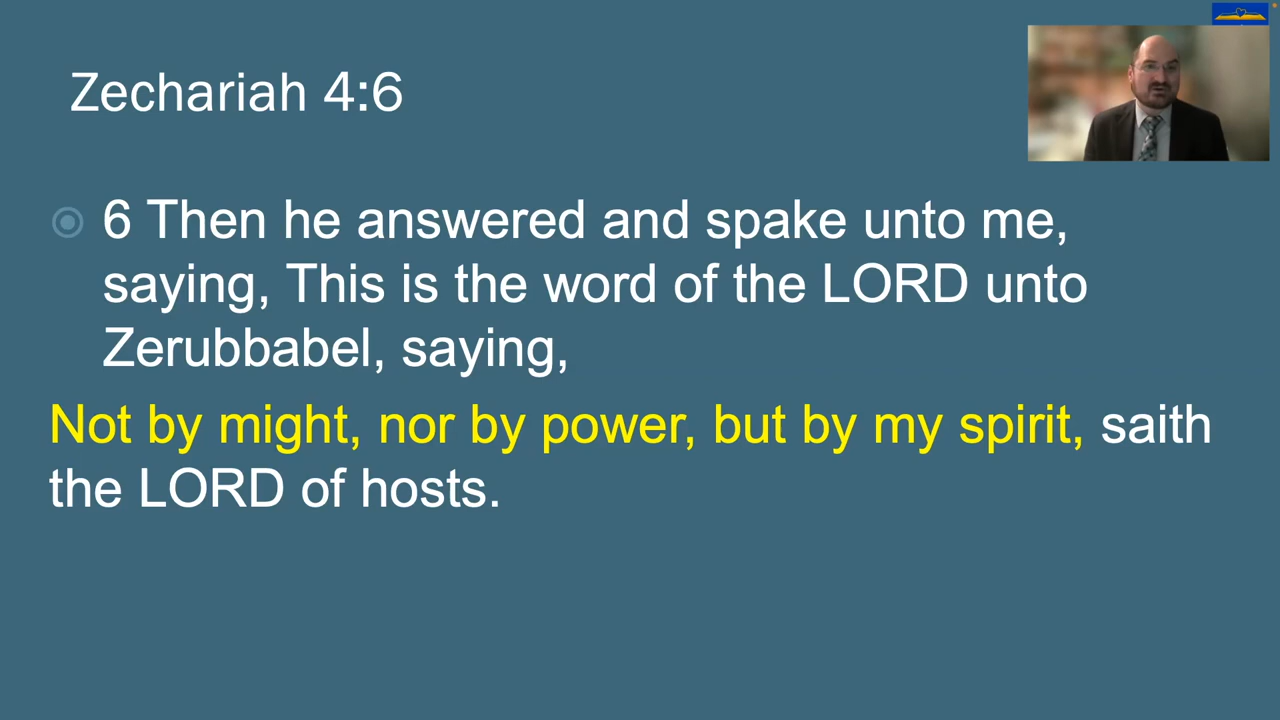 Zechariah 4:6
6 Then he answered and spake unto me,
saying, This is the word of the LORD unto
Zerubbabel, saying,
Not by might, nor by power, but by my spirit, saith
the LORD of hosts.